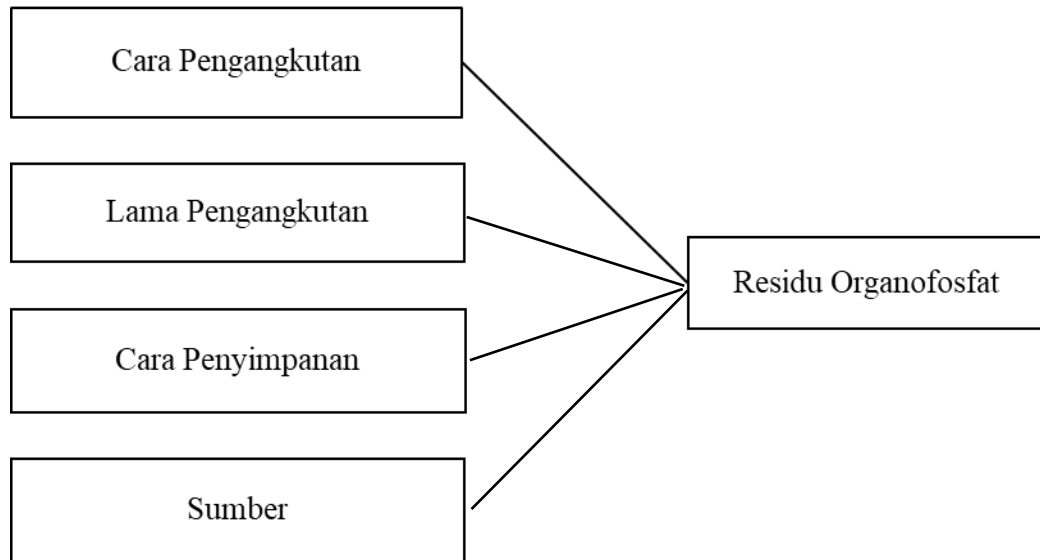 Cara Pengangkutan
Lama Pengangkutan
Cara Penyimpanan
Sumber
Residu Organofosfat